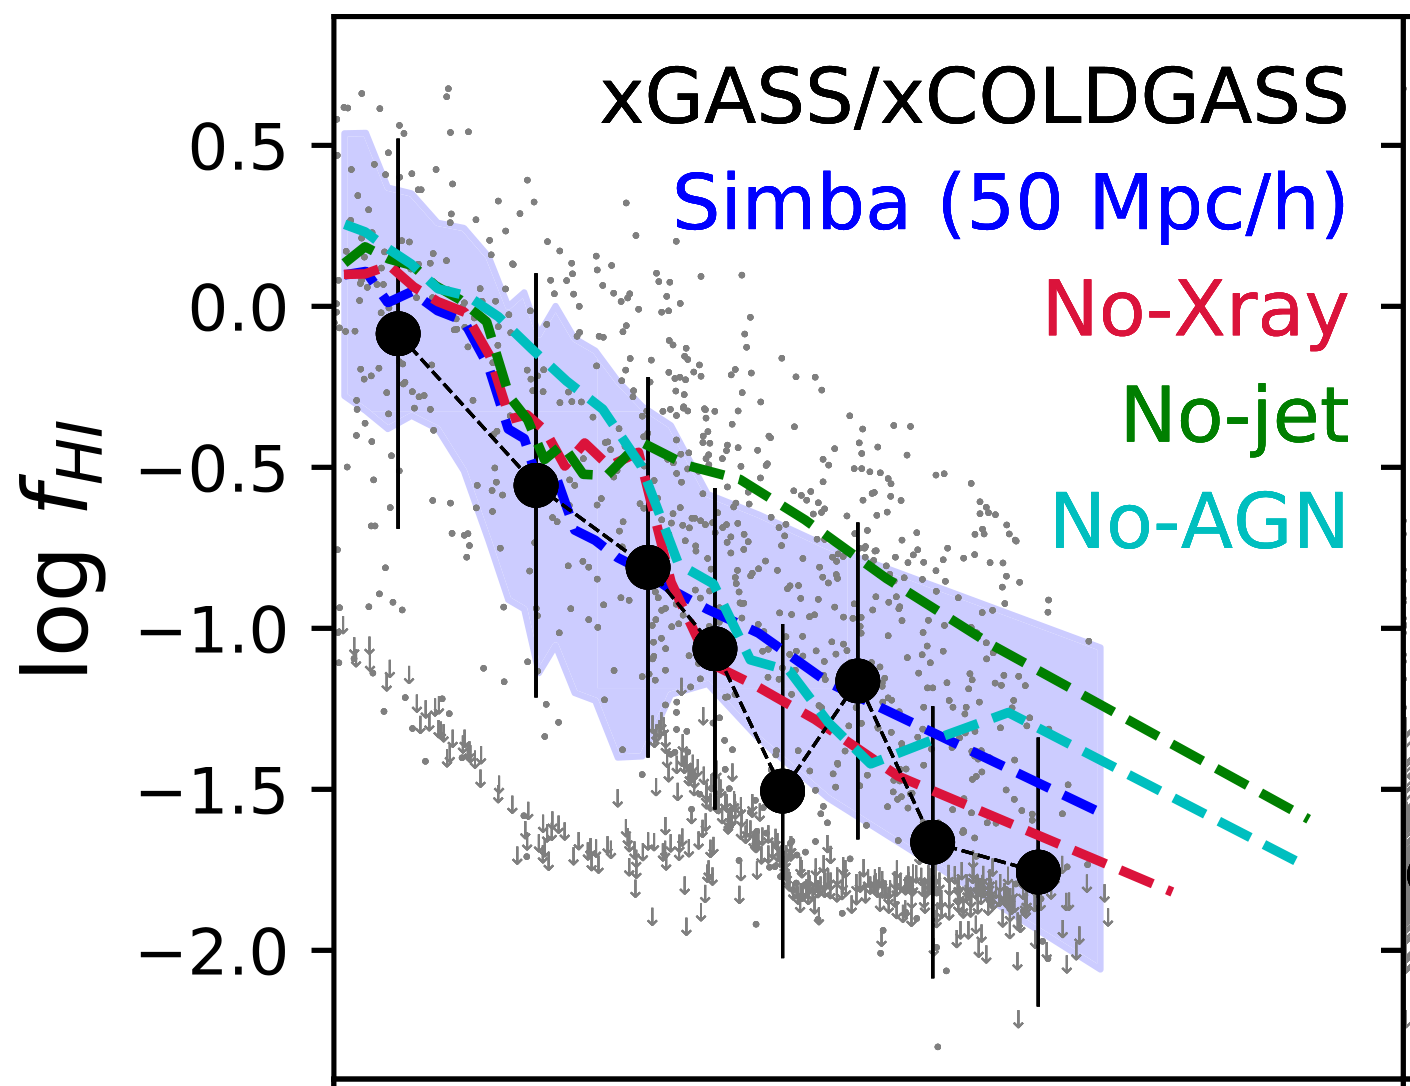 xGASS/xCOLDGASS
Simba (50 Mpc/h)
No-Xray
No-jet
No-AGN
log f_HI
0.5
0.0
−0.5
−1.0
−1.5
−2.0